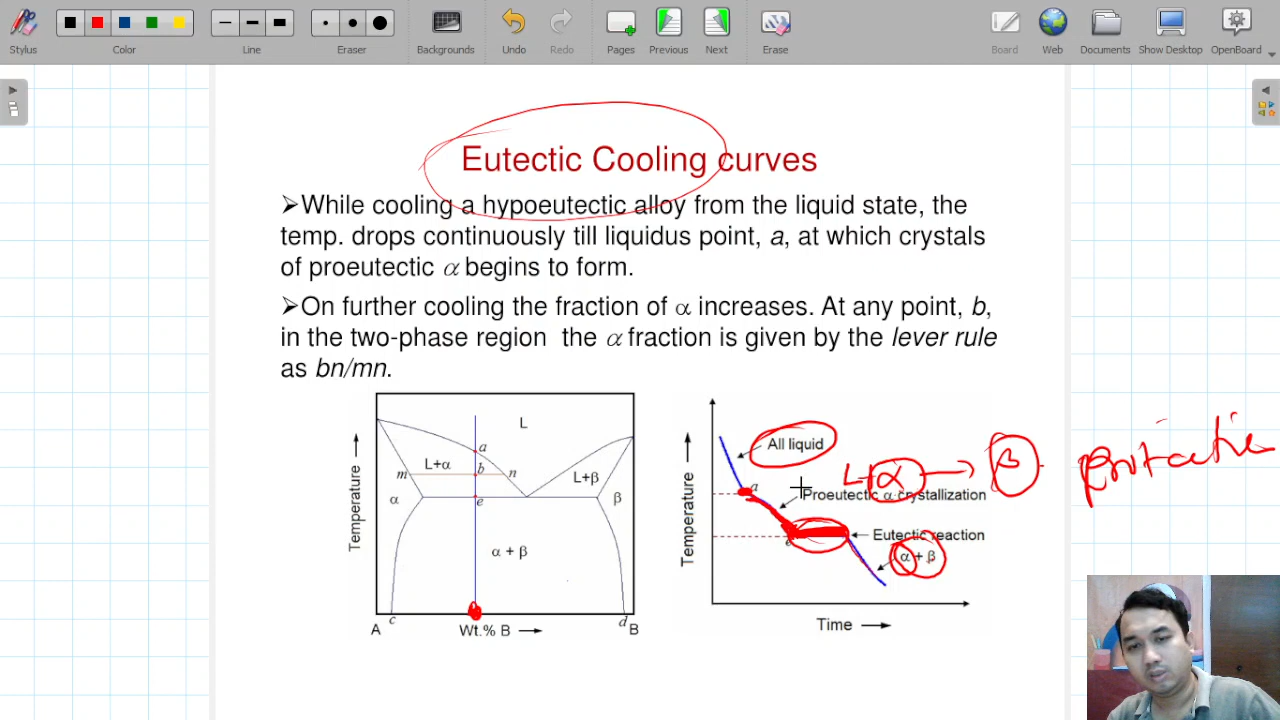 Stylus Color Line Eraser Backgrounds Undo Redo Pages Previous Next Erase Board Web Documents Show Desktop OpenBoard
Eutectic Cooling curves
➢While cooling a hypoeutectic alloy from the liquid state, the
temp. drops continuously till liquidus point, a, at which crystals
of proeutectic α begins to form.
➢On further cooling the fraction of α increases. At any point, b,
in the two-phase region the α fraction is given by the lever rule
as bn/mn.
Temperature
L
a
L+α
b
m
n
L+β
α
e
β
α + β
c
d
A
Wt.% B
B
Temperature
All liquid
a
L+α → β
Proeutectic α crystallization
e
Eutectic reaction
α + β
Time